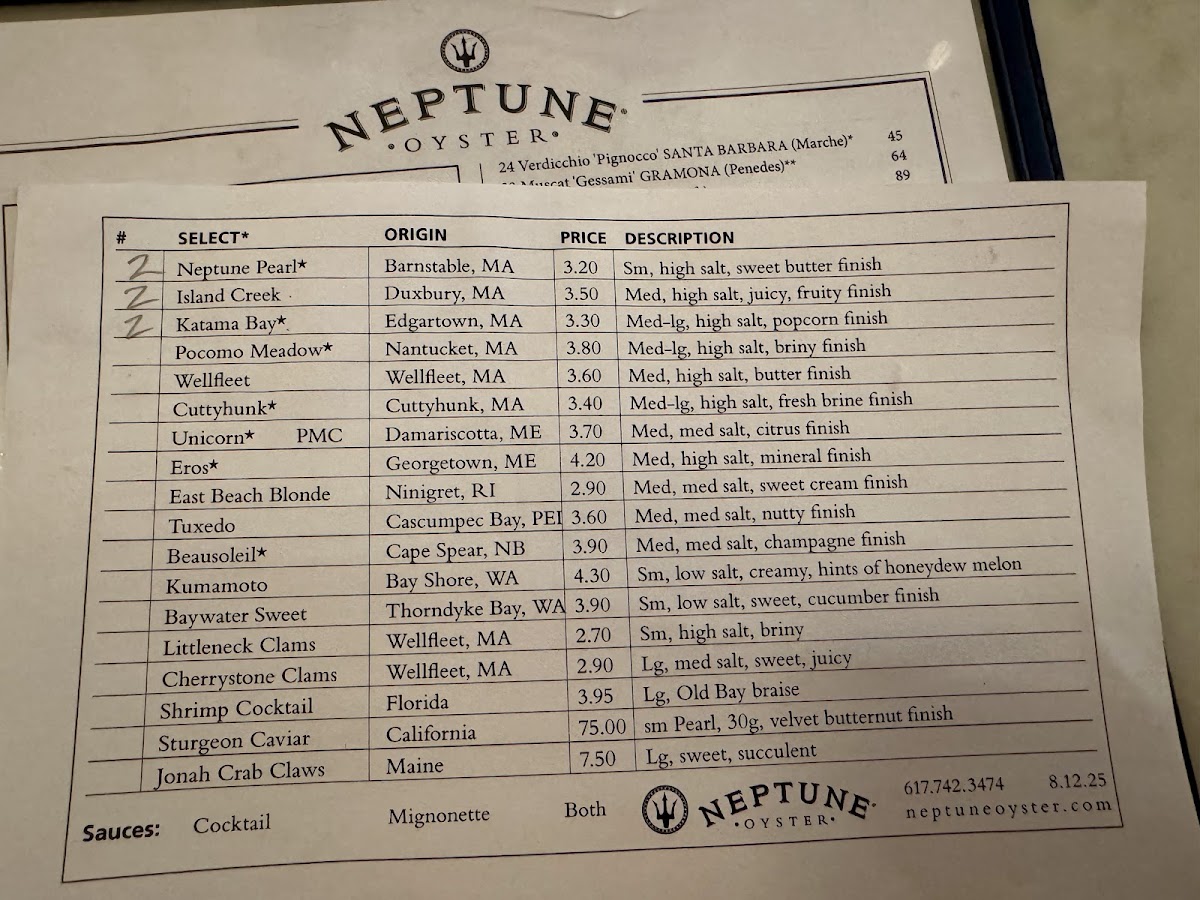 NEPTUNE
• OYSTER •
24 Verdicchio 'Pignocco' SANTA BARBARA (Marche)* 45
Muscat 'Gessami' GRAMONA (Penedes)** 64
89
# SELECT* ORIGIN PRICE DESCRIPTION
2 Neptune Pearl★ Barnstable, MA 3.20 Sm, high salt, sweet butter finish
2 Island Creek Duxbury, MA 3.50 Med, high salt, juicy, fruity finish
2 Katama Bay★ Edgartown, MA 3.30 Med-lg, high salt, popcorn finish
Pocomo Meadow★ Nantucket, MA 3.80 Med-lg, high salt, briny finish
Wellfleet Wellfleet, MA 3.60 Med, high salt, butter finish
Cuttyhunk★ Cuttyhunk, MA 3.40 Med-lg, high salt, fresh brine finish
Unicorn★ PMC Damariscotta, ME 3.70 Med, med salt, citrus finish
Eros★ Georgetown, ME 4.20 Med, high salt, mineral finish
East Beach Blonde Ninigret, RI 2.90 Med, med salt, sweet cream finish
Tuxedo Cascumpec Bay, PEI 3.60 Med, med salt, nutty finish
Beausoleil★ Cape Spear, NB 3.90 Med, med salt, champagne finish
Kumamoto Bay Shore, WA 4.30 Sm, low salt, creamy, hints of honeydew melon
Baywater Sweet Thorndyke Bay, WA 3.90 Sm, low salt, sweet, cucumber finish
Littleneck Clams Wellfleet, MA 2.70 Sm, high salt, briny
Cherrystone Clams Wellfleet, MA 2.90 Lg, med salt, sweet, juicy
Shrimp Cocktail Florida 3.95 Lg, Old Bay braise
Sturgeon Caviar California 75.00 sm Pearl, 30g, velvet butternut finish
Jonah Crab Claws Maine 7.50 Lg, sweet, succulent
Sauces: Cocktail Mignonette Both
NEPTUNE
• OYSTER •
617.742.3474 8.12.25
neptuneoyster.com